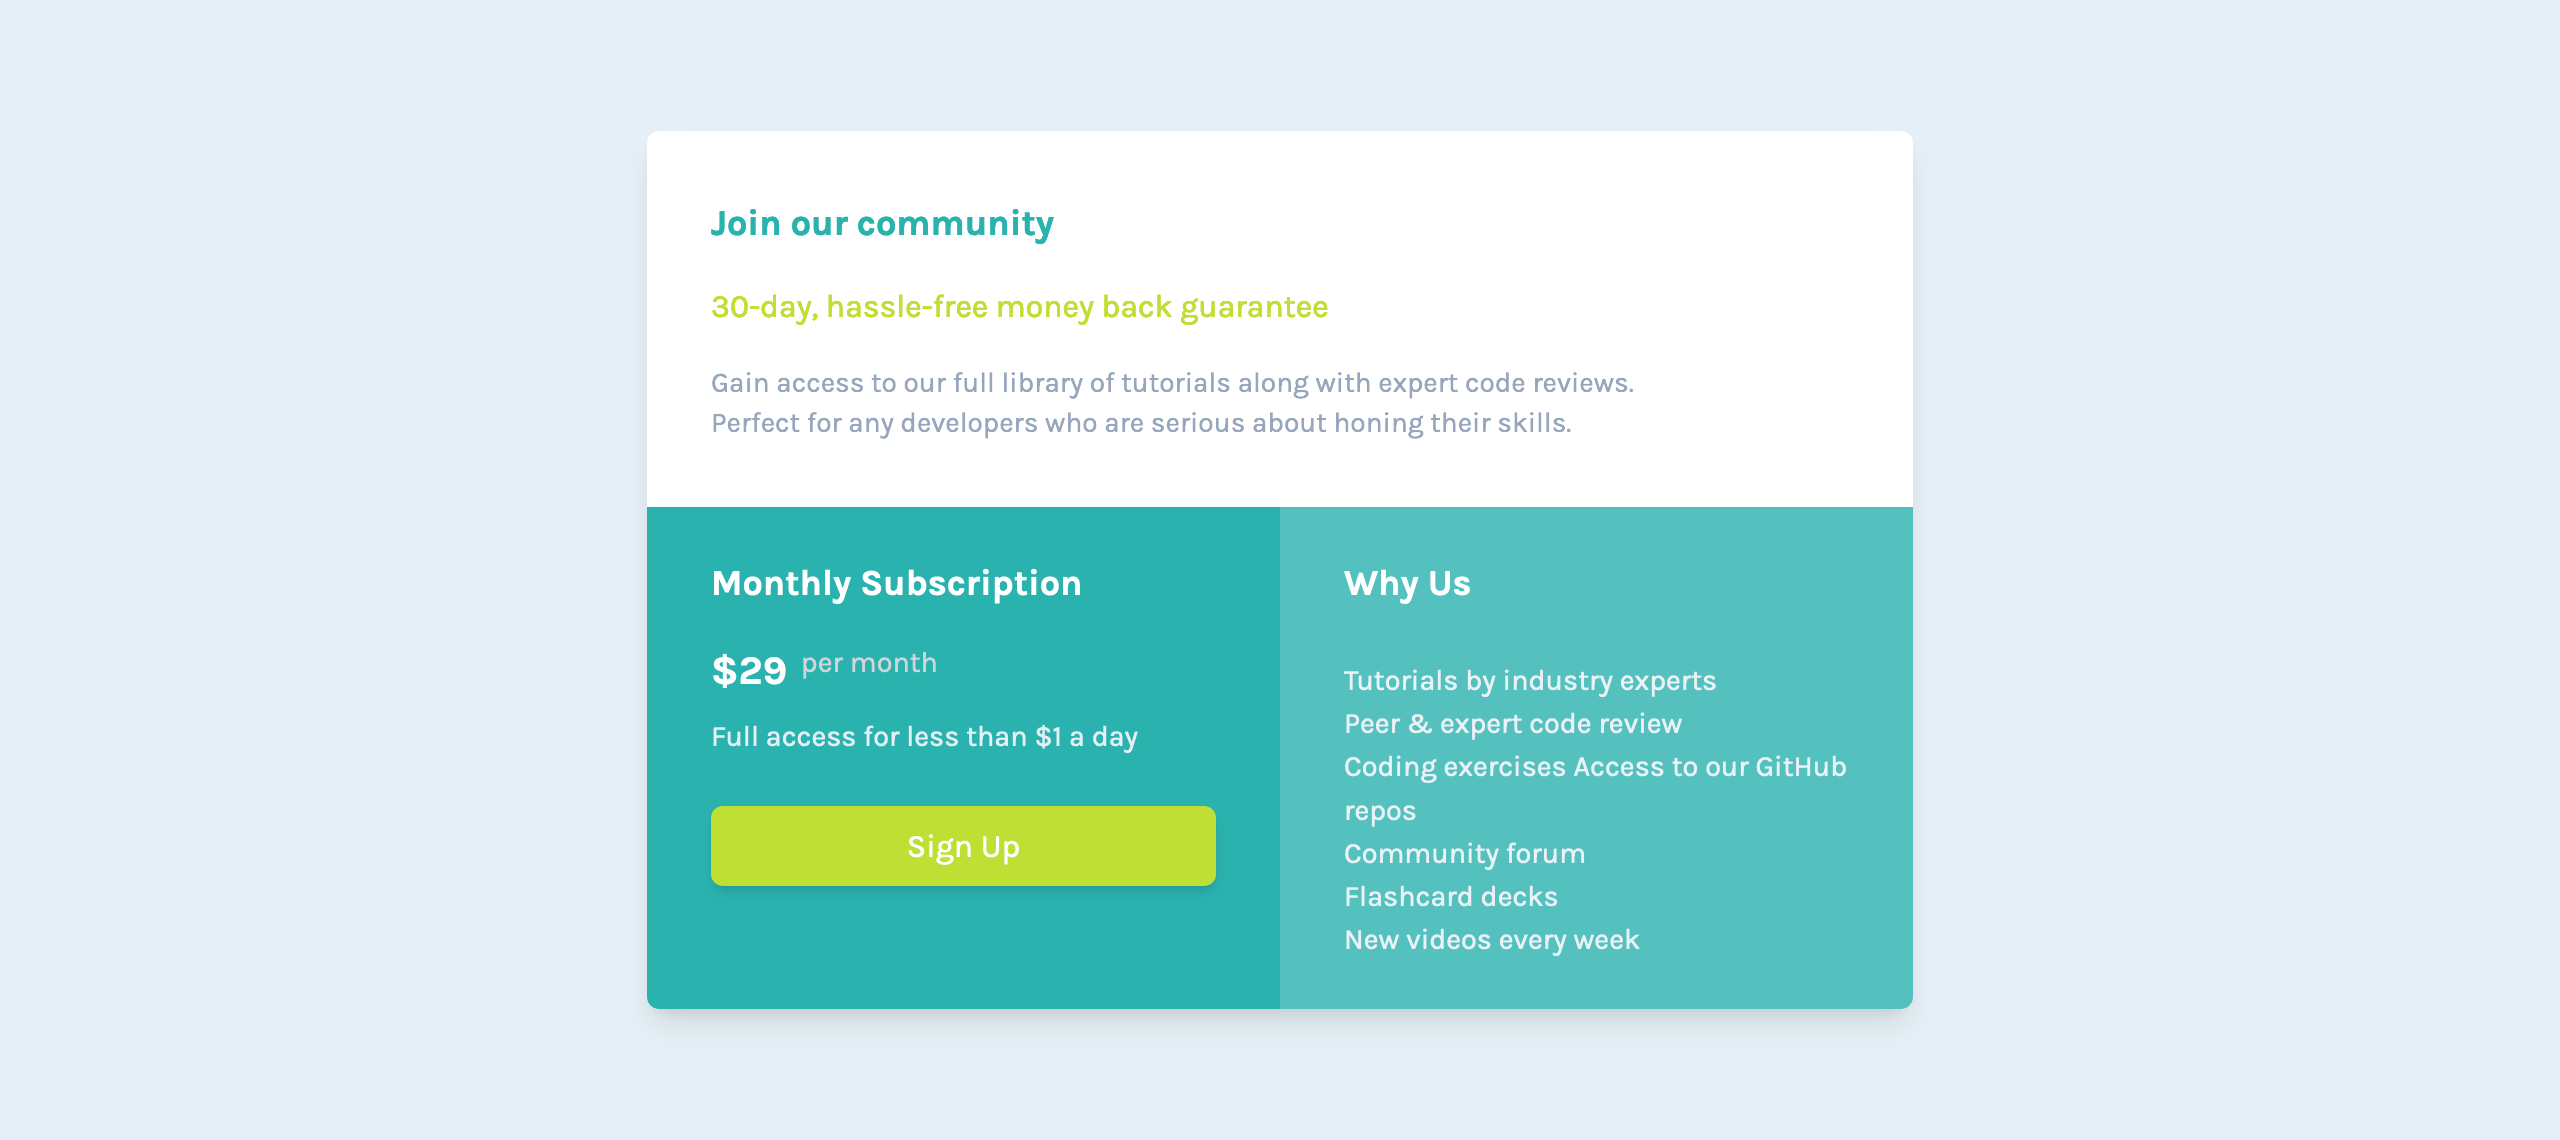 Join our community
30-day, hassle-free money back guarantee
Gain access to our full library of tutorials along with expert code reviews.
Perfect for any developers who are serious about honing their skills.
Monthly Subscription
$29 per month
Full access for less than $1 a day
Sign Up
Why Us
Tutorials by industry experts
Peer & expert code review
Coding exercises Access to our GitHub
repos
Community forum
Flashcard decks
New videos every week